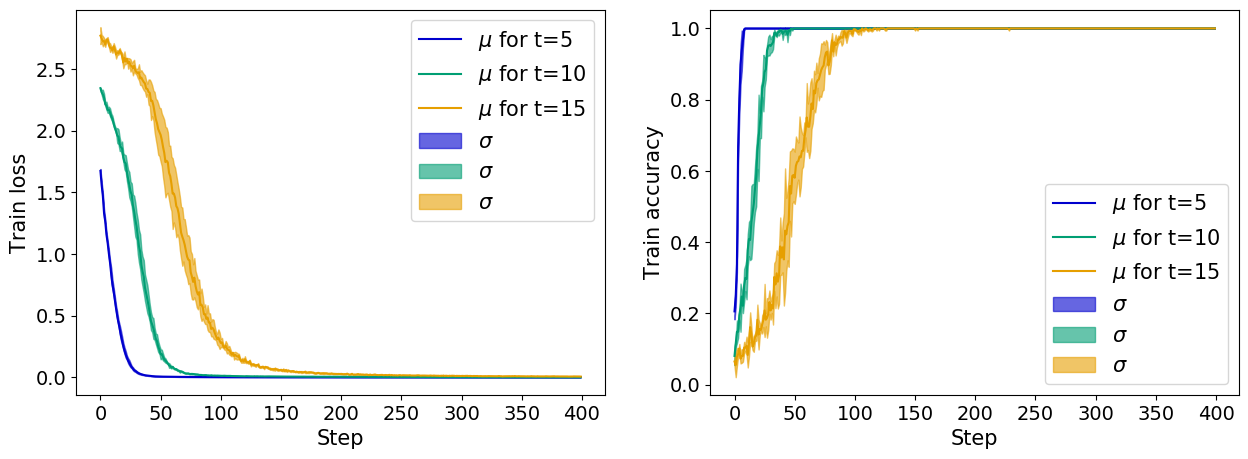 Train loss
2.5
2.0
1.5
1.0
0.5
0.0
0
50
100
150
200
250
300
350
400
Step
μ for t=5
μ for t=10
μ for t=15
σ
σ
σ
Train accuracy
1.0
0.8
0.6
0.4
0.2
0.0
0
50
100
150
200
250
300
350
400
Step
μ for t=5
μ for t=10
μ for t=15
σ
σ
σ